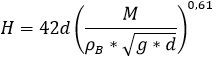 H = 42d (M / (ρ_B * √(g * d)))^0,61